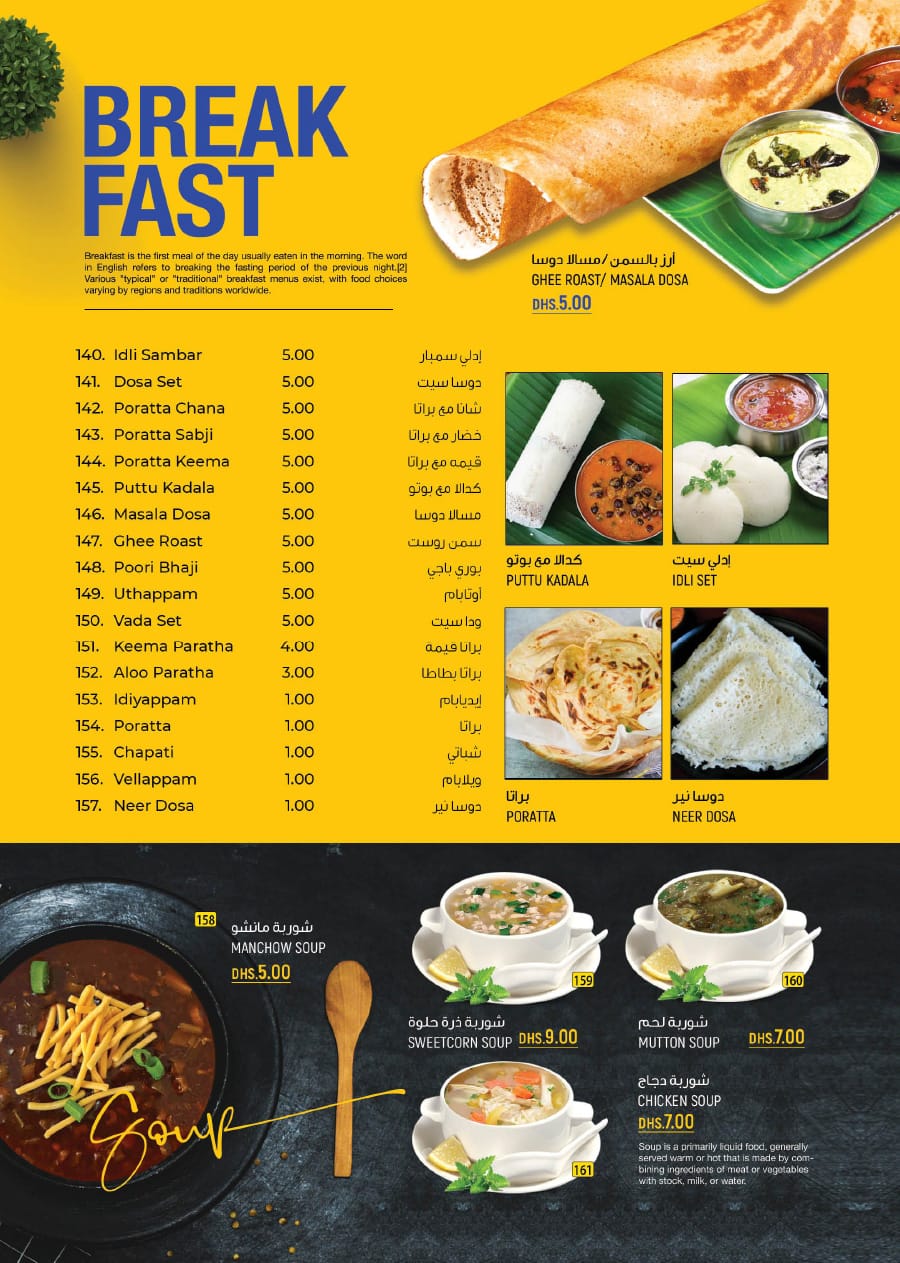 BREAK
FAST
Breakfast is the first meal of the day usually eaten in the morning. The word
in English refers to breaking the fasting period of the previous night.[2]
Various "typical" or "traditional" breakfast menus exist, with food choices
varying by regions and traditions worldwide.
أرز بالسمن /مسالا دوسا
GHEE ROAST/ MASALA DOSA
DHS.5.00
140. Idli Sambar 5.00 إدلي سمبار
141. Dosa Set 5.00 دوسا سيت
142. Poratta Chana 5.00 شانا مع براتا
143. Poratta Sabji 5.00 خضار مع براتا
144. Poratta Keema 5.00 قيمه مع براتا
145. Puttu Kadala 5.00 كدالا مع بوتو
146. Masala Dosa 5.00 مسالا دوسا
147. Ghee Roast 5.00 سمن روست
148. Poori Bhaji 5.00 بوري باجي
149. Uthappam 5.00 أوتابام
150. Vada Set 5.00 ودا سيت
151. Keema Paratha 4.00 براتا قيمة
152. Aloo Paratha 3.00 براتا بطاطا
153. Idiyappam 1.00 إيديابام
154. Poratta 1.00 براتا
155. Chapati 1.00 شباتي
156. Vellappam 1.00 ويلابام
157. Neer Dosa 1.00 دوسا نير
كدالا مع بوتو
PUTTU KADALA
إدلي سيت
IDLI SET
براتا
PORATTA
دوسا نير
NEER DOSA
158
شوربة مانشو
MANCHOW SOUP
DHS.5.00
Soup
159
شوربة ذرة حلوة
SWEETCORN SOUP DHS.9.00
160
شوربة لحم
MUTTON SOUP DHS.7.00
161
شوربة دجاج
CHICKEN SOUP
DHS.7.00
Soup is a primarily liquid food, generally
served warm or hot that is made by com-
bining ingredients of meat or vegetables
with stock, milk, or water.